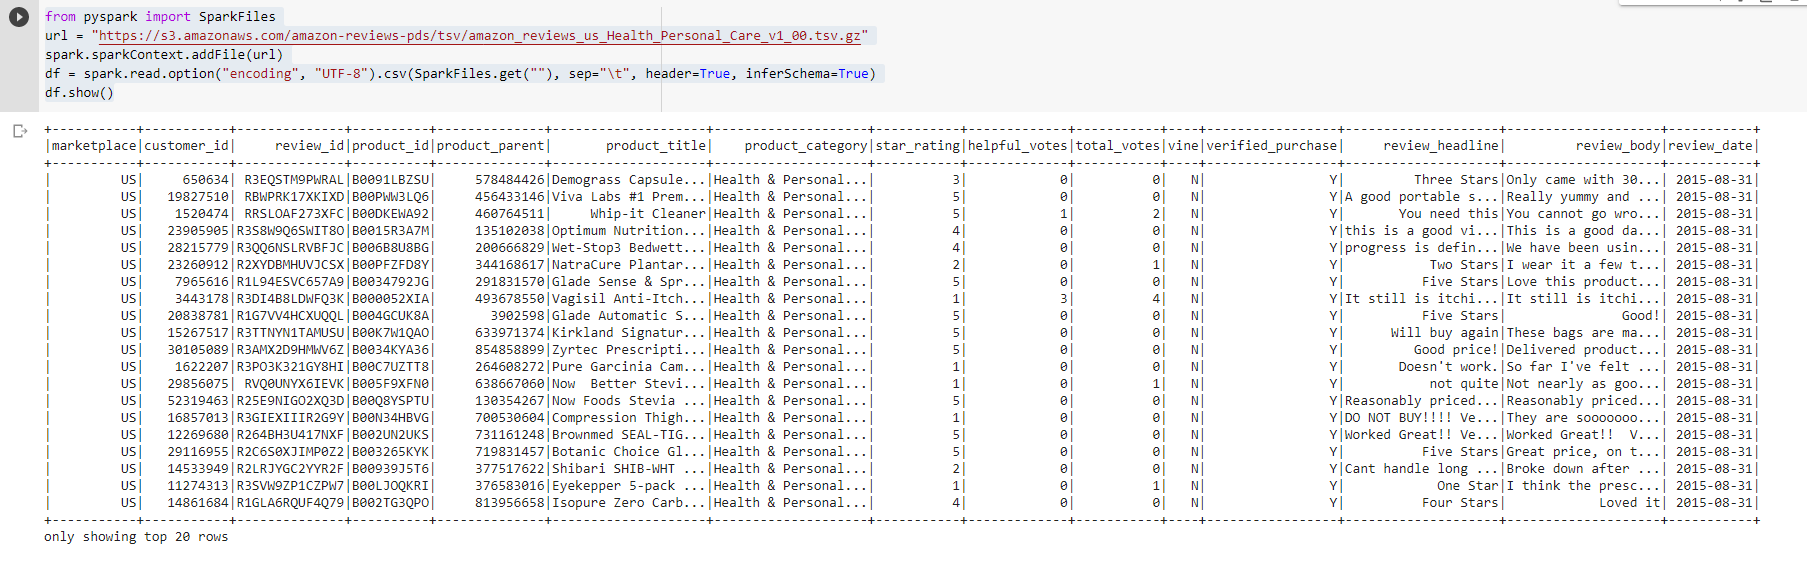 from pyspark import SparkFiles
url = "https://s3.amazonaws.com/amazon-reviews-pds/tsv/amazon_reviews_us_Health_Personal_Care_v1_00.tsv.gz"
spark.sparkContext.addFile(url)
df = spark.read.option("encoding", "UTF-8").csv(SparkFiles.get(""), sep="\t", header=True, inferSchema=True)
df.show()
+-----------+-----------+--------------+----------+--------------+--------------------+--------------------+-----------+-------------+-----------+----+-----------------+--------------------+--------------------+-----------+
|marketplace|customer_id|     review_id|product_id|product_parent|       product_title|    product_category|star_rating|helpful_votes|total_votes|vine|verified_purchase|     review_headline|         review_body|review_date|
+-----------+-----------+--------------+----------+--------------+--------------------+--------------------+-----------+-------------+-----------+----+-----------------+--------------------+--------------------+-----------+
|         US|     650634|R3EQSTM9PWRAL|B0091LBZSU|     578484426|Demograss Capsule...|Health & Personal...|          3|            0|          0|   N|                Y|         Three Stars|Only came with 30...| 2015-08-31|
|         US|   19827510| RBWPRK17XKIXD|B00PWW3LQ6|     456433146|Viva Labs #1 Prem...|Health & Personal...|          5|            0|          0|   N|                Y|A good portable s...|Really yummy and ...| 2015-08-31|
|         US|    1520474| RRSLOAF273XFC|B00DKEWA92|     460764511|     Whip-it Cleaner|Health & Personal...|          5|            1|          2|   N|                Y|       You need this|You cannot go wro...| 2015-08-31|
|         US|   23905905|R3S8W9Q6SWIT8O|B0015R3A7M|     135102038|Optimum Nutrition...|Health & Personal...|          4|            0|          0|   N|                Y|this is a good vi...|This is a good da...| 2015-08-31|
|         US|   28215779|R3QQ6NSLRVBFJC|B006B8U8BG|     200666829|Wet-Stop3 Bedwett...|Health & Personal...|          4|            0|          0|   N|                Y|progress is defin...|We have been usin...| 2015-08-31|
|         US|   23260912|R2XYDBMHUVJCSX|B00PFZFD8Y|     344168617|NatraCure Plantar...|Health & Personal...|          2|            0|          1|   N|                Y|           Two Stars|I wear it a few t...| 2015-08-31|
|         US|    7965616|R1L94ESVC657A9|B0034792JG|     291831570|Glade Sense & Spr...|Health & Personal...|          5|            0|          0|   N|                Y|          Five Stars|Love this product...| 2015-08-31|
|         US|    3443178|R3DI4B8LDWFQ3K|B000052XIA|     493678550|Vagisil Anti-Itch...|Health & Personal...|          1|            3|          4|   N|                Y|It still is itchi...|It still is itchi...| 2015-08-31|
|         US|   20838781|R1G7VV4HCXUQQL|B004GCUK8A|       3902598|Glade Automatic S...|Health & Personal...|          5|            0|          0|   N|                Y|          Five Stars|               Good!| 2015-08-31|
|         US|   15267517|R3TTNYN1TAMUSU|B00K7W1QAO|     633971374|Kirkland Signatur...|Health & Personal...|          5|            0|          0|   N|                Y|      Will buy again|These bags are ma...| 2015-08-31|
|         US|   30105089|R3AMX2D9HMWV6Z|B0034KYA36|     854858899|Zyrtec Prescripti...|Health & Personal...|          5|            0|          0|   N|                Y|         Good price!|Delivered product...| 2015-08-31|
|         US|    1622207|R3PO3K321GY8HI|B00C7UZTT8|     264608272|Pure Garcinia Cam...|Health & Personal...|          1|            0|          0|   N|                Y|       Doesn't work.|So far I've felt ...| 2015-08-31|
|         US|   29856075| RVQ0UNYX6IEVK|B005F9XFN0|     638667060|Now  Better Stevi...|Health & Personal...|          1|            0|          1|   N|                Y|           not quite|Not nearly as goo...| 2015-08-31|
|         US|   52319463|R25E9NIGO2XQ3D|B00Q8YSPTU|     130354267|Now Foods Stevia ...|Health & Personal...|          5|            0|          0|   N|                Y|Reasonably priced...|Reasonably priced...| 2015-08-31|
|         US|   16857013|R3GIEXIIIR2G9Y|B00N34HBVG|     700530604|Compression Thigh...|Health & Personal...|          1|            0|          0|   N|                Y|DO NOT BUY!!!! Ve...|They are sooooooo...| 2015-08-31|
|         US|   12269680|R264BH3U417NXF|B002UN2UKS|     731161248|Brownmed SEAL-TIG...|Health & Personal...|          5|            0|          0|   N|                Y|Worked Great!! Ve...|Worked Great!!  V...| 2015-08-31|
|         US|   29116955|R2C6S0XJIMP0Z2|B003265KYK|     719831457|Botanic Choice Gl...|Health & Personal...|          5|            0|          0|   N|                Y|          Five Stars|Great price, on t...| 2015-08-31|
|         US|   14533949|R2LRJYGC2YYR2F|B00939J5T6|     377517622|Shibari SHIB-WHT ...|Health & Personal...|          2|            0|          0|   N|                Y|Cant handle long ...|Broke down after ...| 2015-08-31|
|         US|   11274313|R3SVW9ZP1CZPW7|B00LJOQKRI|     376583016|Eyekepper 5-pack ...|Health & Personal...|          1|            0|          1|   N|                Y|            One Star|I think the presc...| 2015-08-31|
|         US|   14861684|R1GLA6RQUF4Q79|B002TG3QPO|     813956658|Isopure Zero Carb...|Health & Personal...|          4|            0|          0|   N|                Y|          Four Stars|            Loved it| 2015-08-31|
+-----------+-----------+--------------+----------+--------------+--------------------+--------------------+-----------+-------------+-----------+----+-----------------+--------------------+--------------------+-----------+
only showing top 20 rows